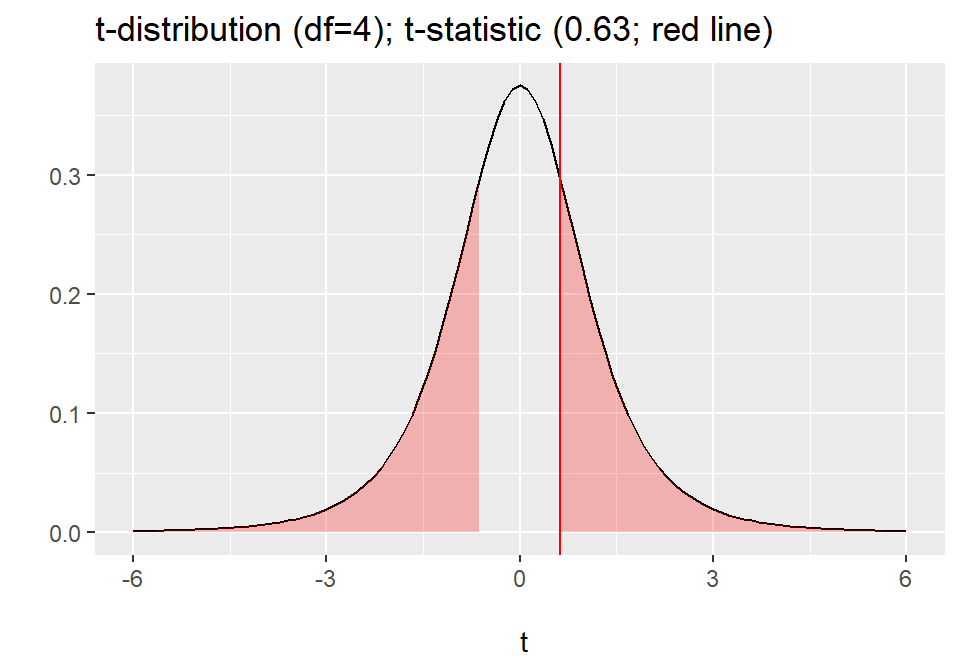 t-distribution (df=4); t-statistic (0.63; red line)
0.3
0.2
0.1
0.0
-6 -3 0 3 6
t